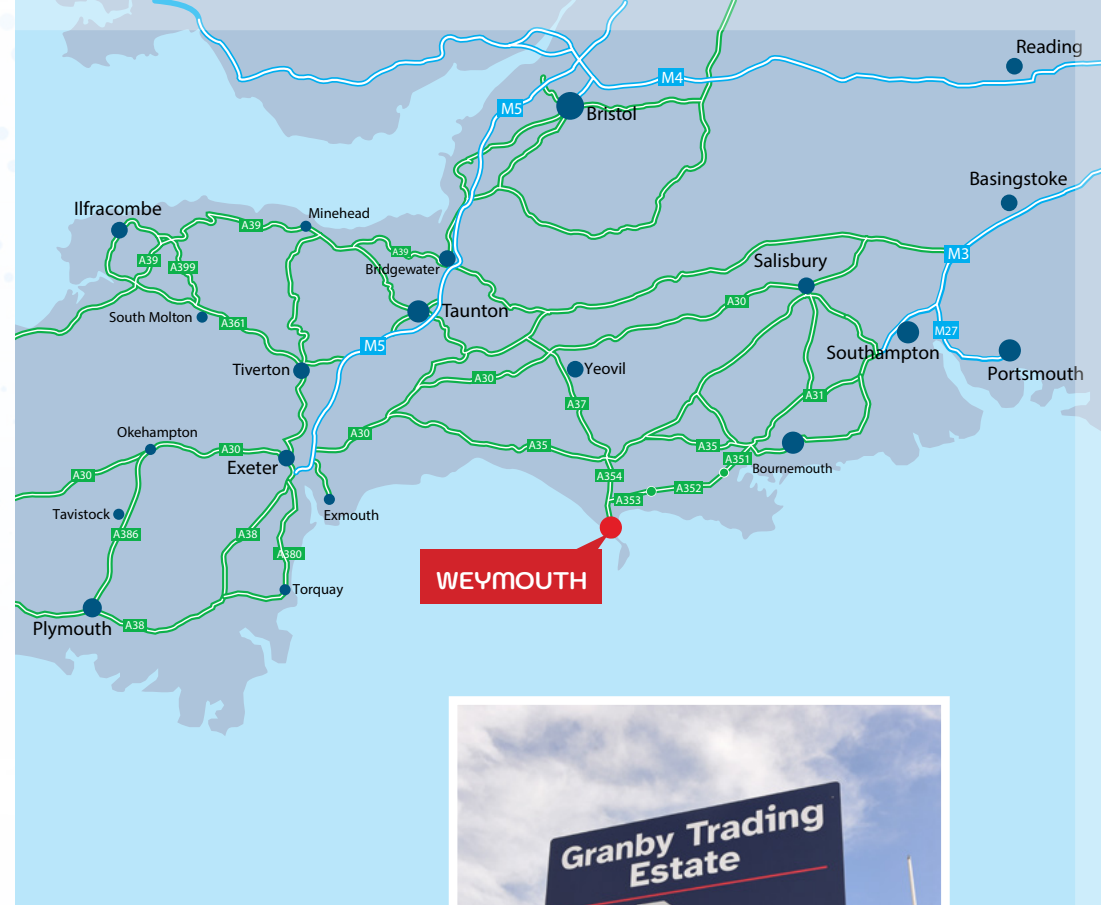 Reading
M4
M5
Bristol
Basingstoke
Ilfracombe
Minehead
A39
A39
M3
A39
A399
Bridgewater
Salisbury
A30
South Molton
A361
Taunton
M27
Southampton
M5
Tiverton
Yeovil
Portsmouth
A30
A37
A31
Okehampton
A30
A30
A35
A35
A351
Exeter
Bournemouth
A30
A354
A352
A353
Tavistock
Exmouth
A386
A38
A380
WEYMOUTH
Torquay
Plymouth
A38
Granby Trading
Estate